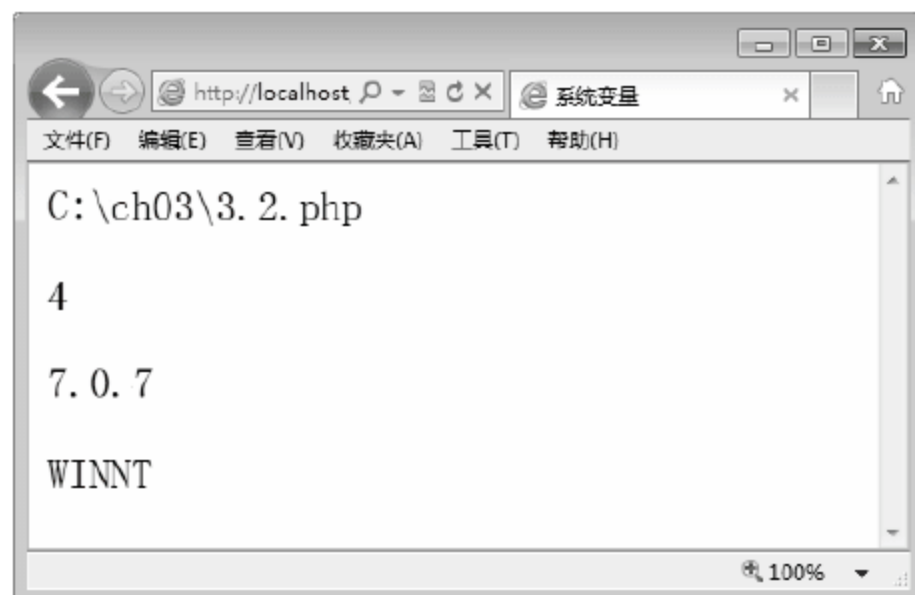 http://localhost
系统变量
文件(F) 编辑(E) 查看(V) 收藏夹(A) 工具(T) 帮助(H)
C:\ch03\3.2.php
4
7.0.7
WINNT
100%